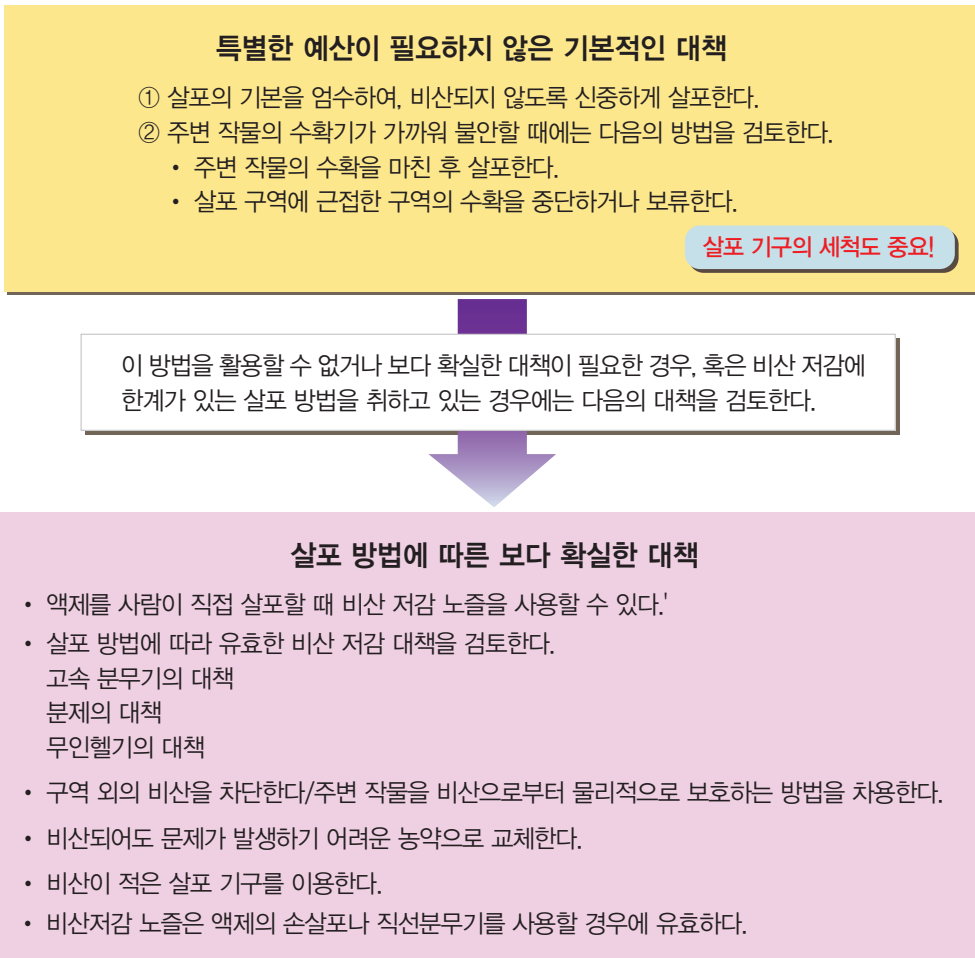 특별한 예산이 필요하지 않은 기본적인 대책
① 살포의 기본을 엄수하여, 비산되지 않도록 신중하게 살포한다.
② 주변 작물의 수확기가 가까워 불안할 때에는 다음의 방법을 검토한다.
• 주변 작물의 수확을 마친 후 살포한다.
• 살포 구역에 근접한 구역의 수확을 중단하거나 보류한다.
살포 기구의 세척도 중요!
이 방법을 활용할 수 없거나 보다 확실한 대책이 필요한 경우, 혹은 비산 저감에
한계가 있는 살포 방법을 취하고 있는 경우에는 다음의 대책을 검토한다.
살포 방법에 따른 보다 확실한 대책
• 액제를 사람이 직접 살포할 때 비산 저감 노즐을 사용할 수 있다.'
• 살포 방법에 따라 유효한 비산 저감 대책을 검토한다.
고속 분무기의 대책
분제의 대책
무인헬기의 대책
• 구역 외의 비산을 차단한다/주변 작물을 비산으로부터 물리적으로 보호하는 방법을 차용한다.
• 비산되어도 문제가 발생하기 어려운 농약으로 교체한다.
• 비산이 적은 살포 기구를 이용한다.
• 비산저감 노즐은 액제의 손살포나 직선분무기를 사용할 경우에 유효하다.